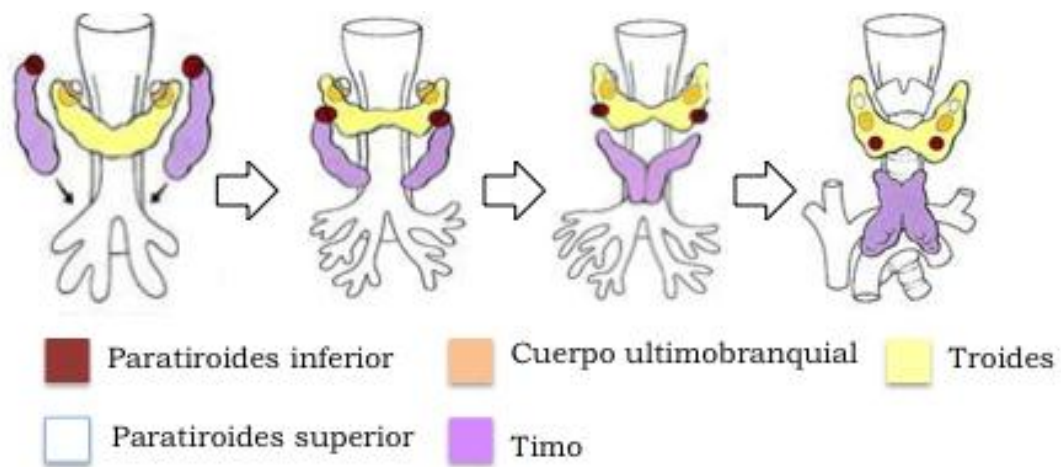 Paratiroides inferior
Cuerpo ultimobranquial
Troides
Paratiroides superior
Timo